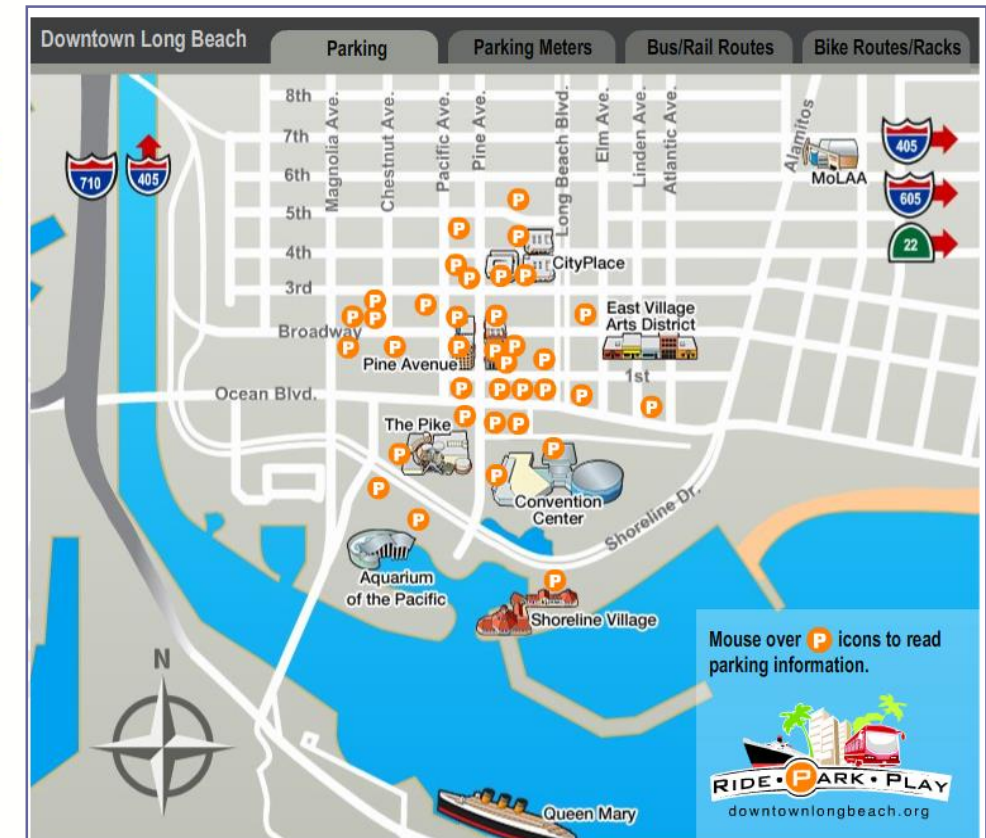 Downtown Long Beach
Parking
Parking Meters
Bus/Rail Routes
Bike Routes/Racks
8th
7th
6th
5th
4th
3rd
Broadway
1st
Ocean Blvd.
Magnolia Ave.
Chestnut Ave.
Pacific Ave.
Pine Ave.
Long Beach Blvd.
Elm Ave.
Linden Ave.
Atlantic Ave.
Alamitos
710
405
MoLAA
405
605
22
P
P
P
P
CityPlace
P
P
P
P
P
P
P
P
P
P
P
East Village
Arts District
P
P
P
P
P
P
P
P
Pine Avenue
P
P
P
P
P
P
P
P
P
The Pike
P
P
P
Convention
Center
Shoreline Dr.
P
P
Aquarium
of the Pacific
P
Shoreline Village
Queen Mary
N
Mouse over P icons to read
parking information.
RIDE • PARK • PLAY
downtownlongbeach.org